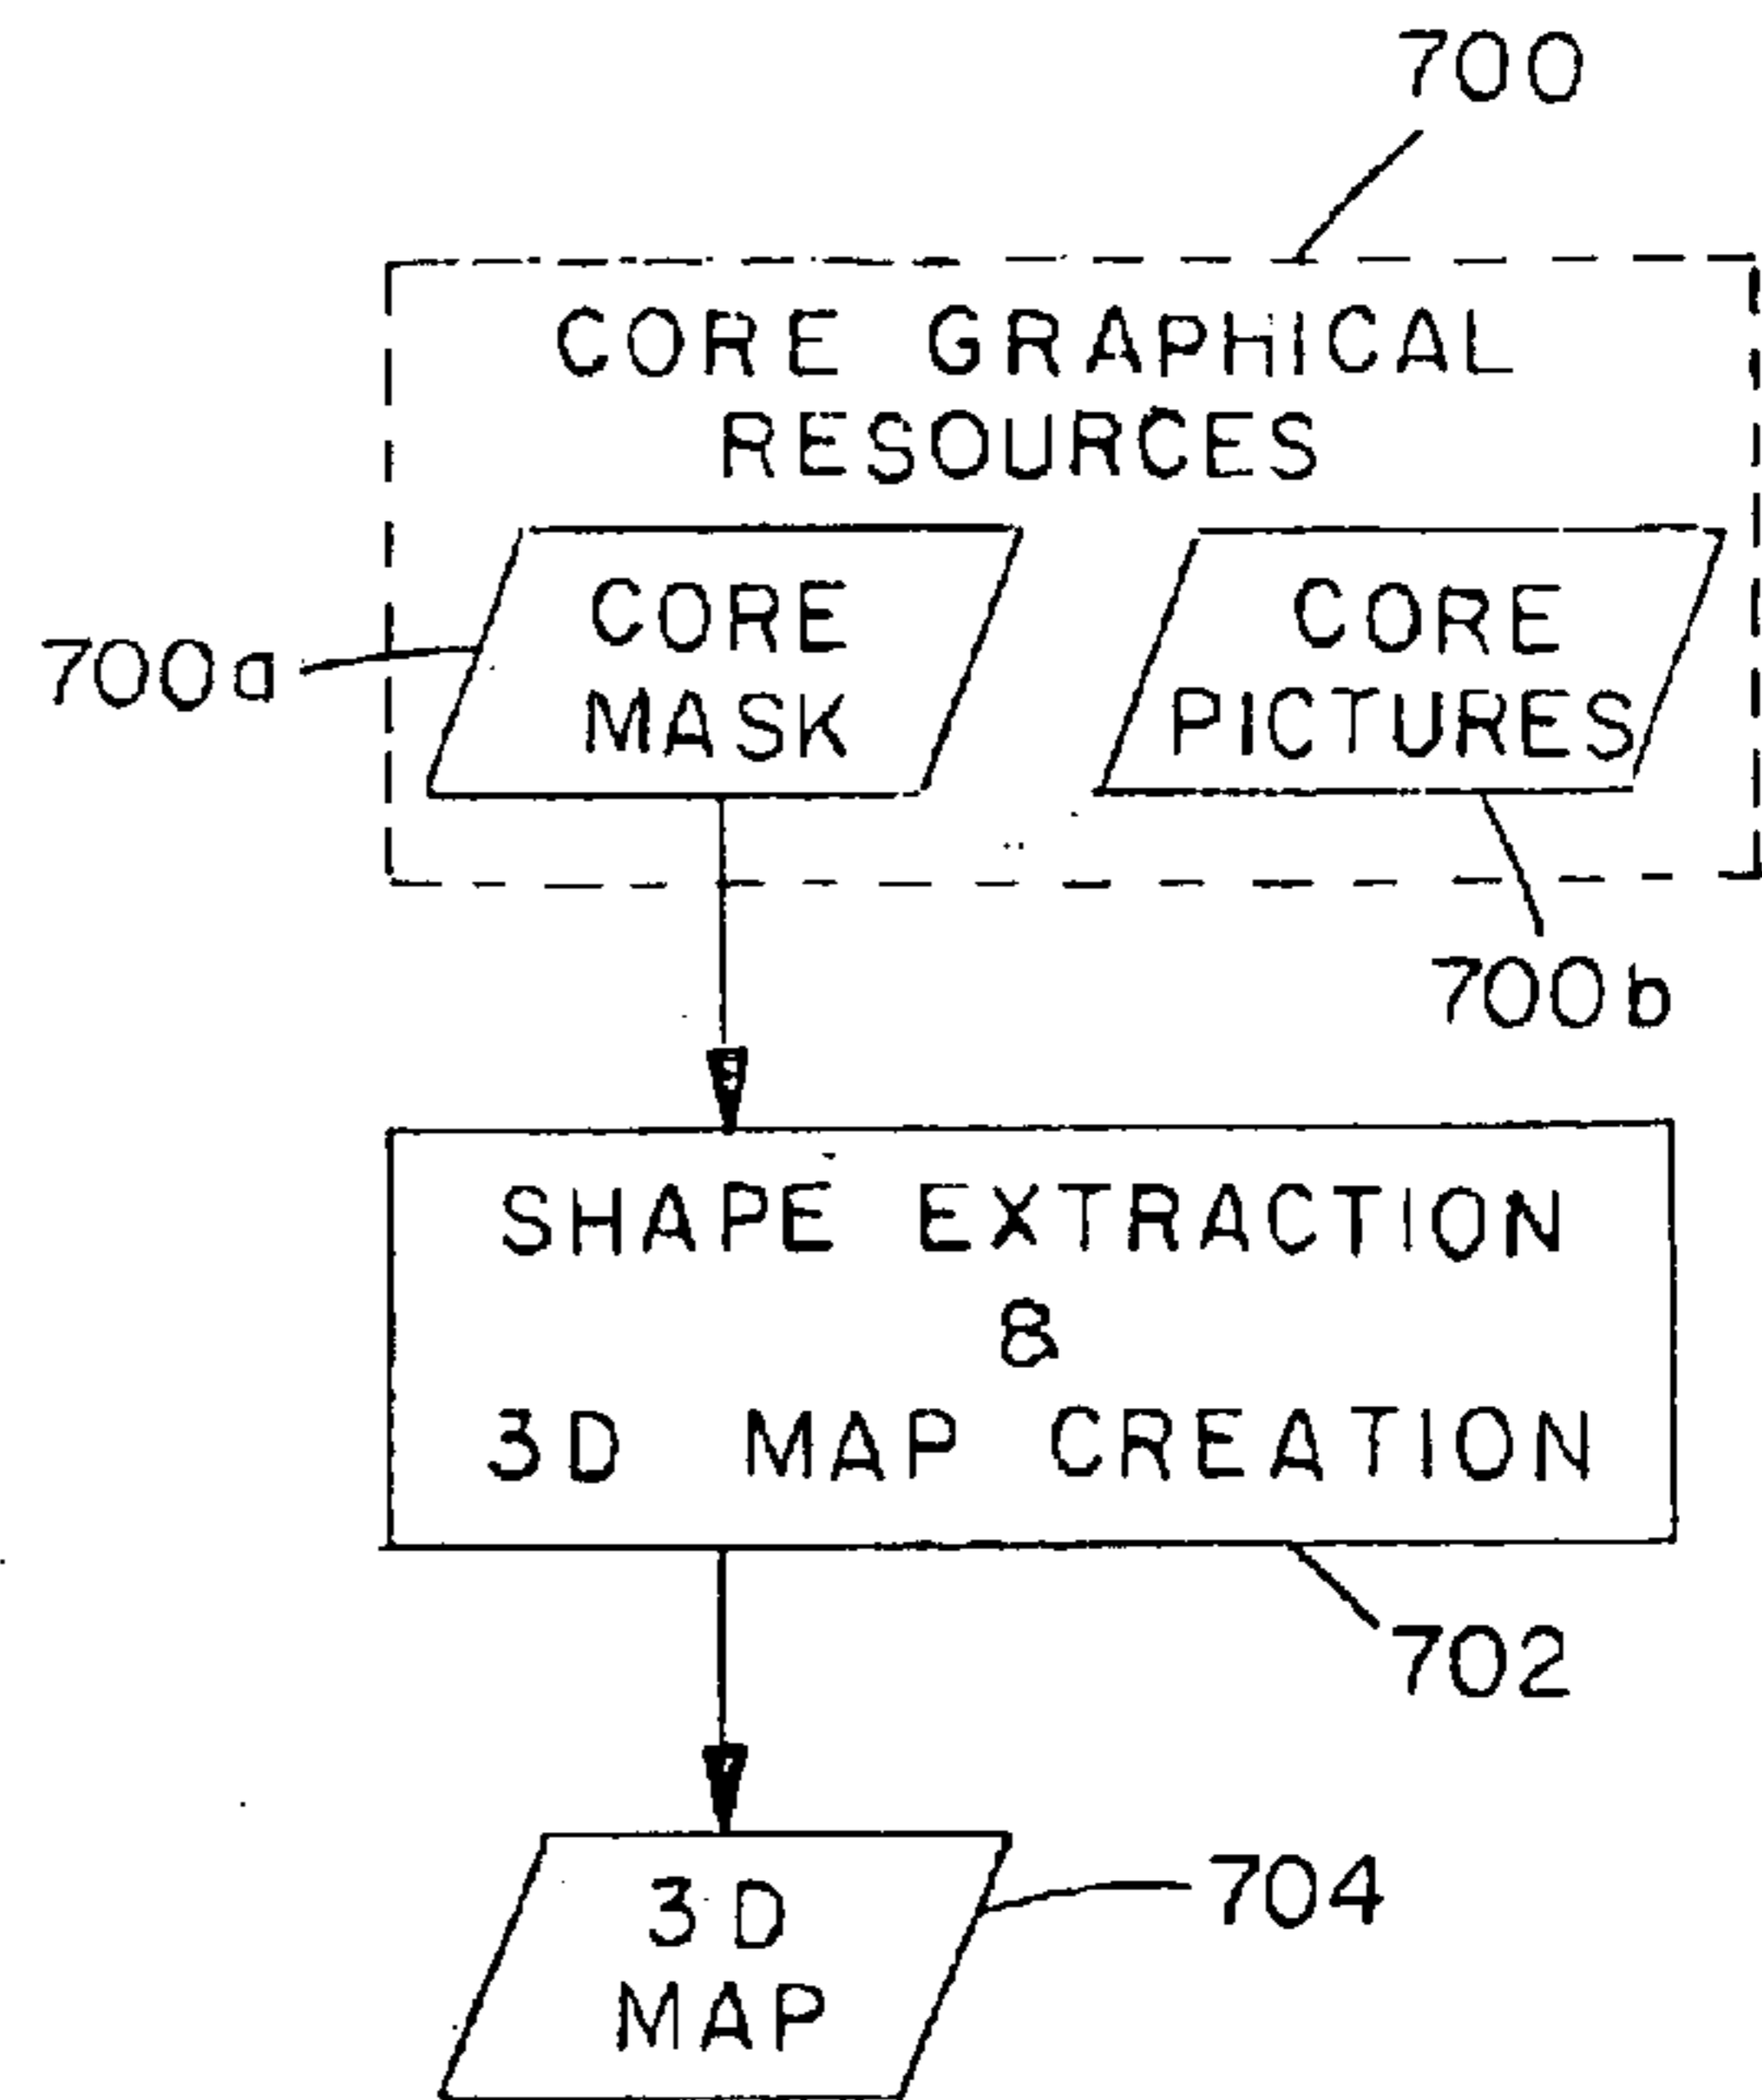 700
CORE GRAPHICAL
RESOURCES
CORE
MASK
CORE
PICTURES
700a
700b
SHAPE EXTRACTION
&
3D MAP CREATION
702
3D
MAP
704